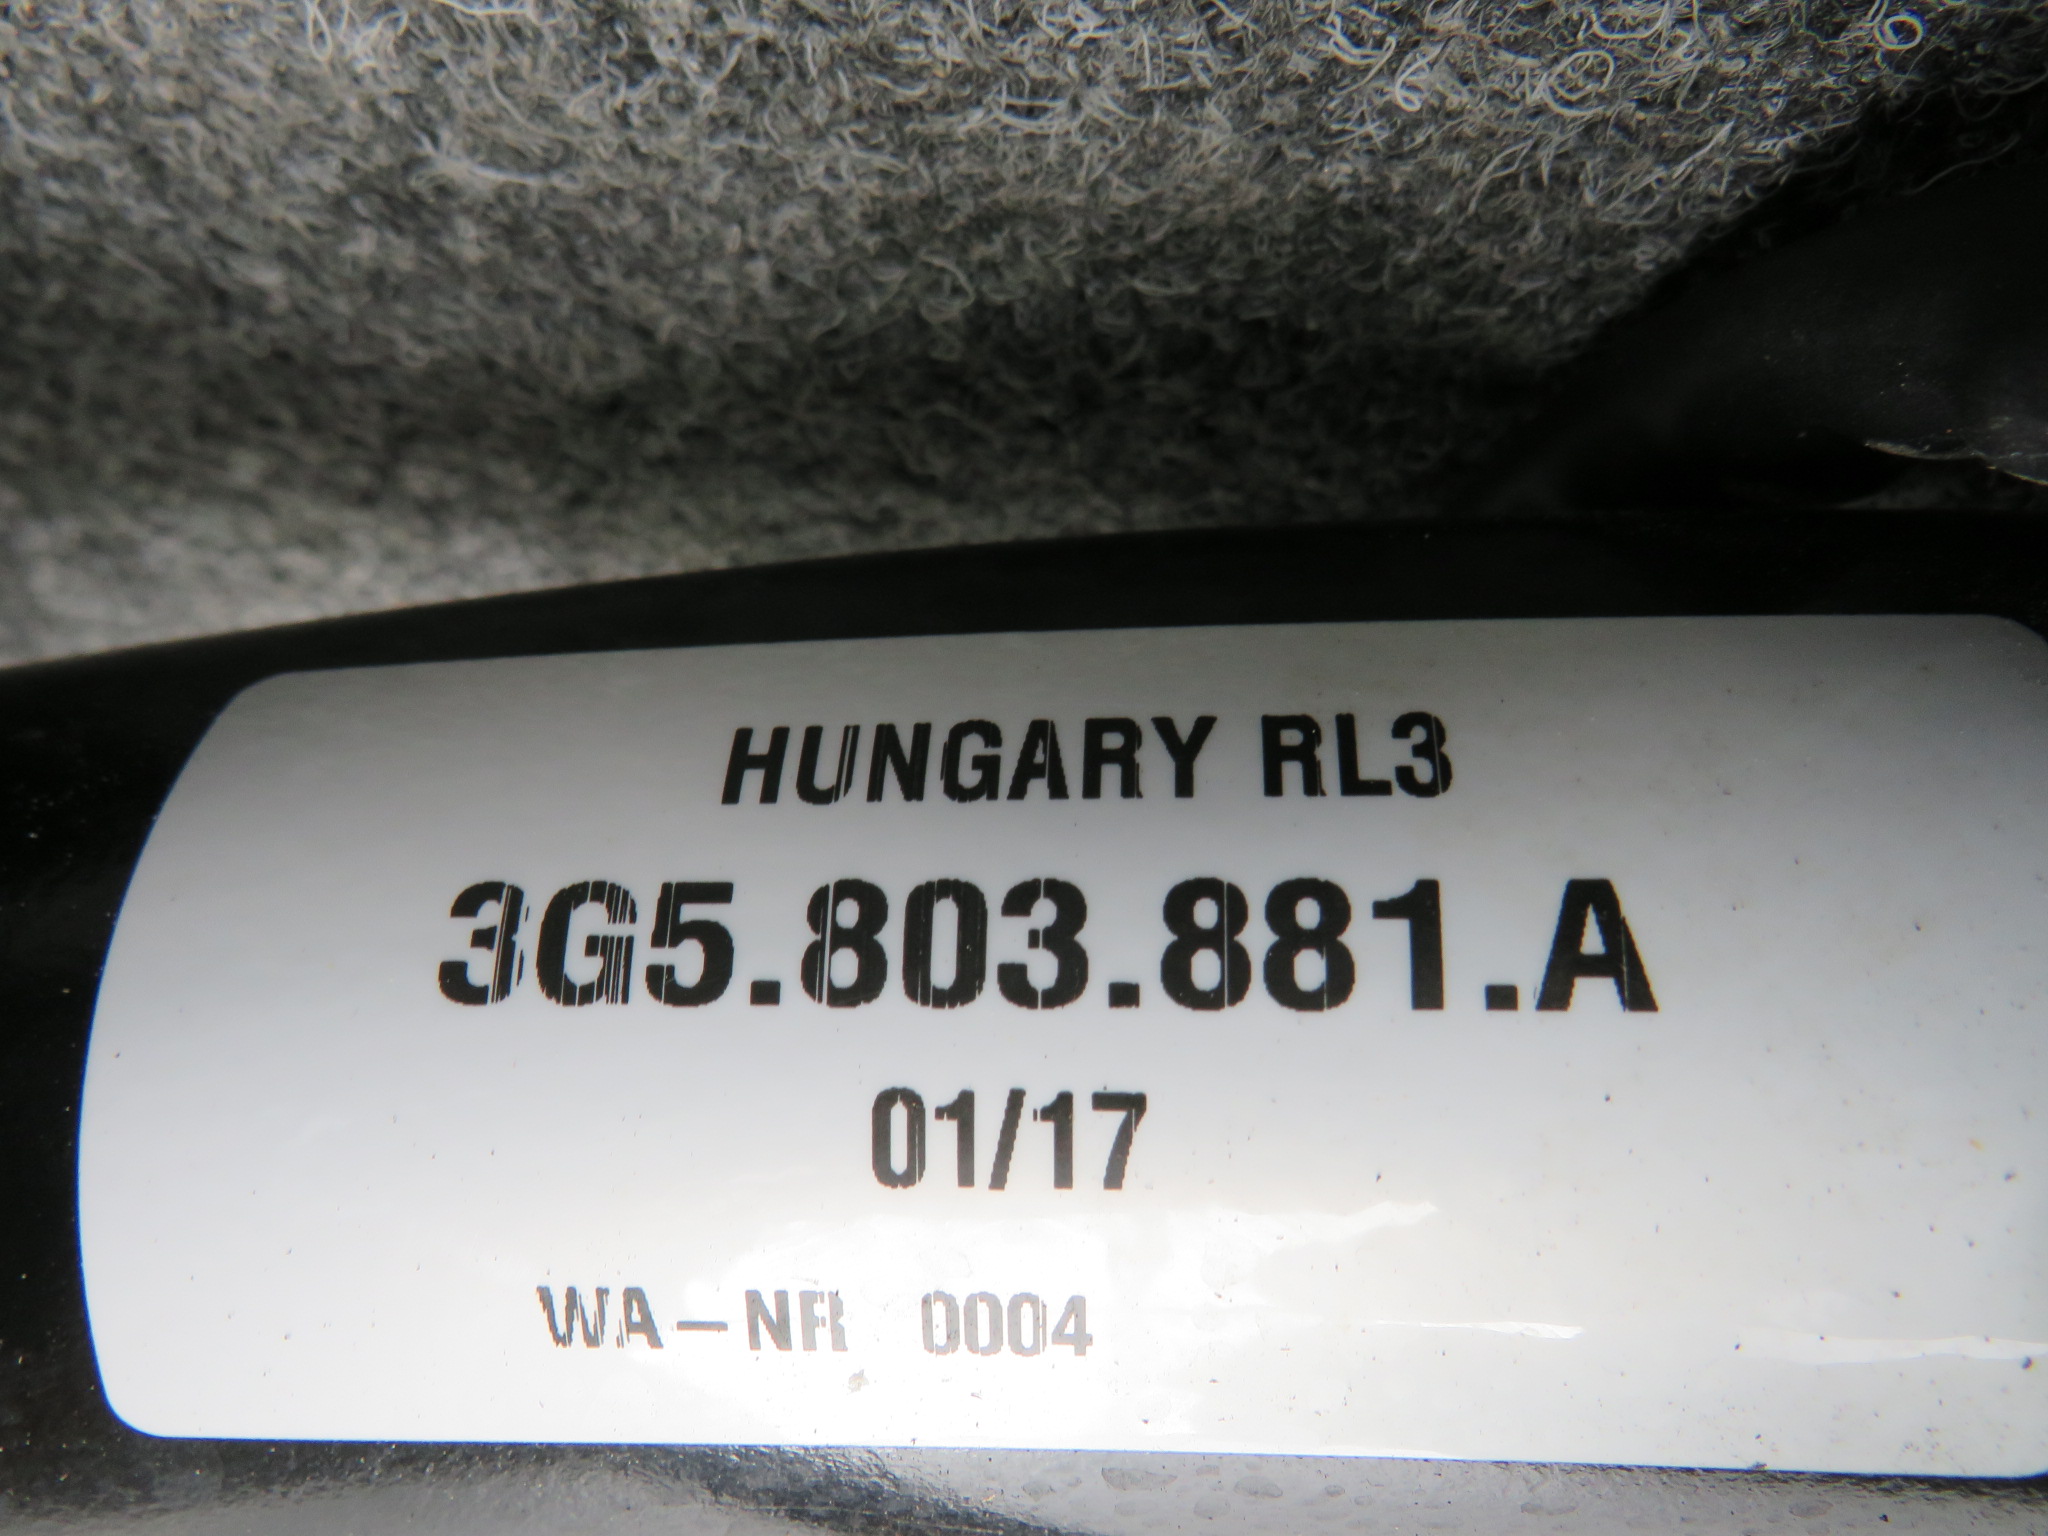 HUNGARY RL3
3G5.803.881.A
01/17
WA-NR 0004